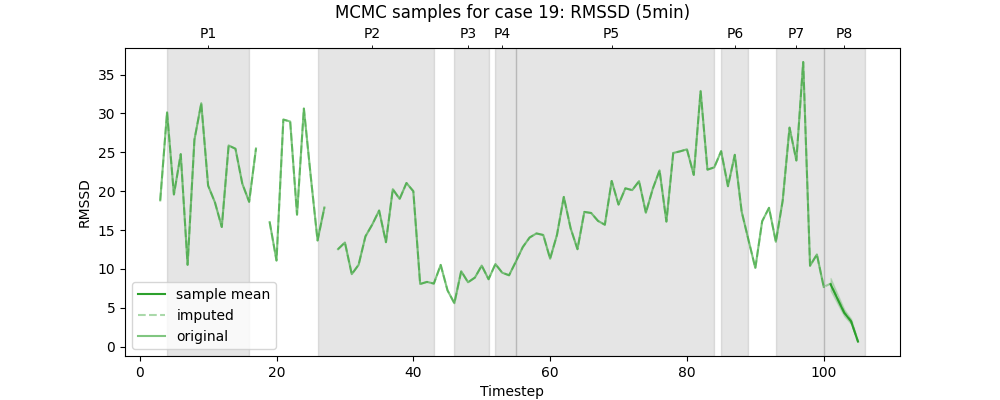 MCMC samples for case 19: RMSSD (5min)
P1 P2 P3 P4 P5 P6 P7 P8
35
30
25
20
15
10
5
0
RMSSD
sample mean
imputed
original
0 20 40 60 80 100
Timestep